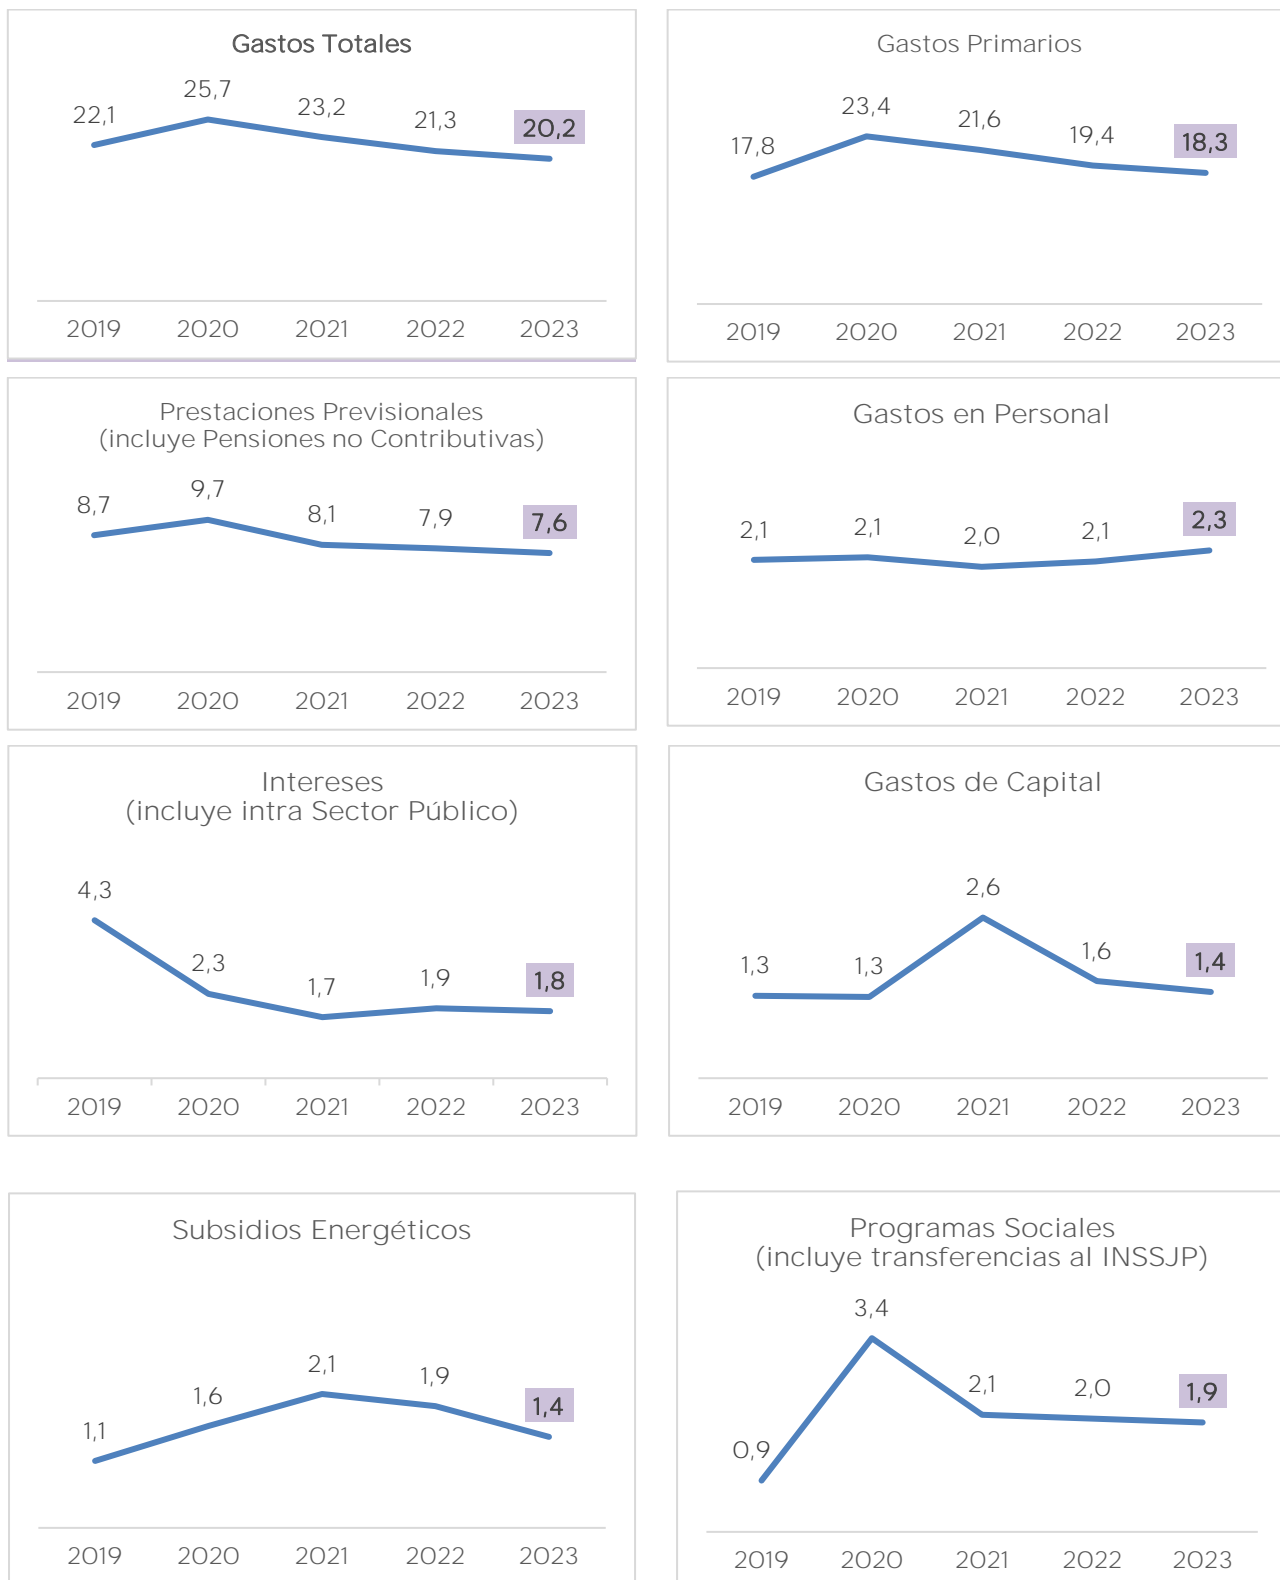 Gastos Totales
22,1
25,7
23,2
21,3
20,2
2019 2020 2021 2022 2023
Gastos Primarios
17,8
23,4
21,6
19,4
18,3
2019 2020 2021 2022 2023
Prestaciones Previsionales
(incluye Pensiones no Contributivas)
8,7
9,7
8,1
7,9
7,6
2019 2020 2021 2022 2023
Gastos en Personal
2,1
2,1
2,0
2,1
2,3
2019 2020 2021 2022 2023
Intereses
(incluye intra Sector Público)
4,3
2,3
1,7
1,9
1,8
2019 2020 2021 2022 2023
Gastos de Capital
1,3
1,3
2,6
1,6
1,4
2019 2020 2021 2022 2023
Subsidios Energéticos
1,1
1,6
2,1
1,9
1,4
2019 2020 2021 2022 2023
Programas Sociales
(incluye transferencias al INSSJP)
0,9
3,4
2,1
2,0
1,9
2019 2020 2021 2022 2023